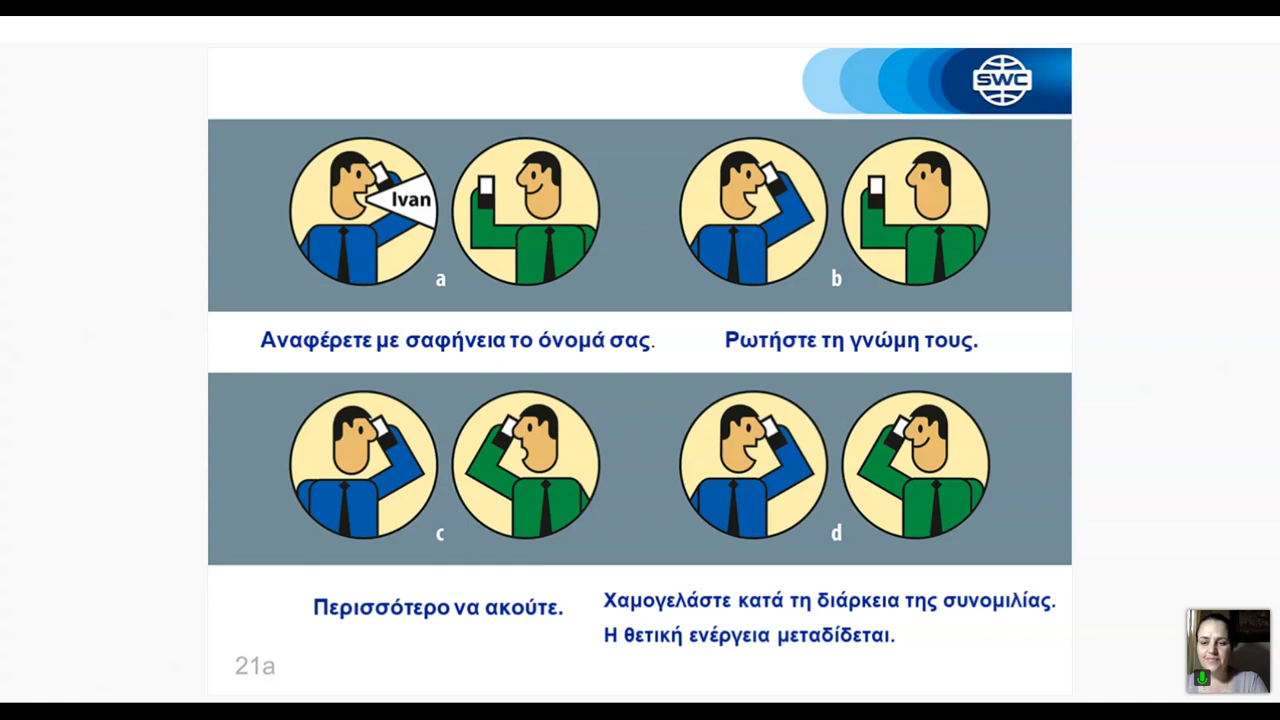 SWC
Ivan
a
b
Αναφέρετε με σαφήνεια το όνομά σας.
Ρωτήστε τη γνώμη τους.
c
d
Περισσότερο να ακούτε.
Χαμογελάστε κατά τη διάρκεια της συνομιλίας.
Η θετική ενέργεια μεταδίδεται.
21a